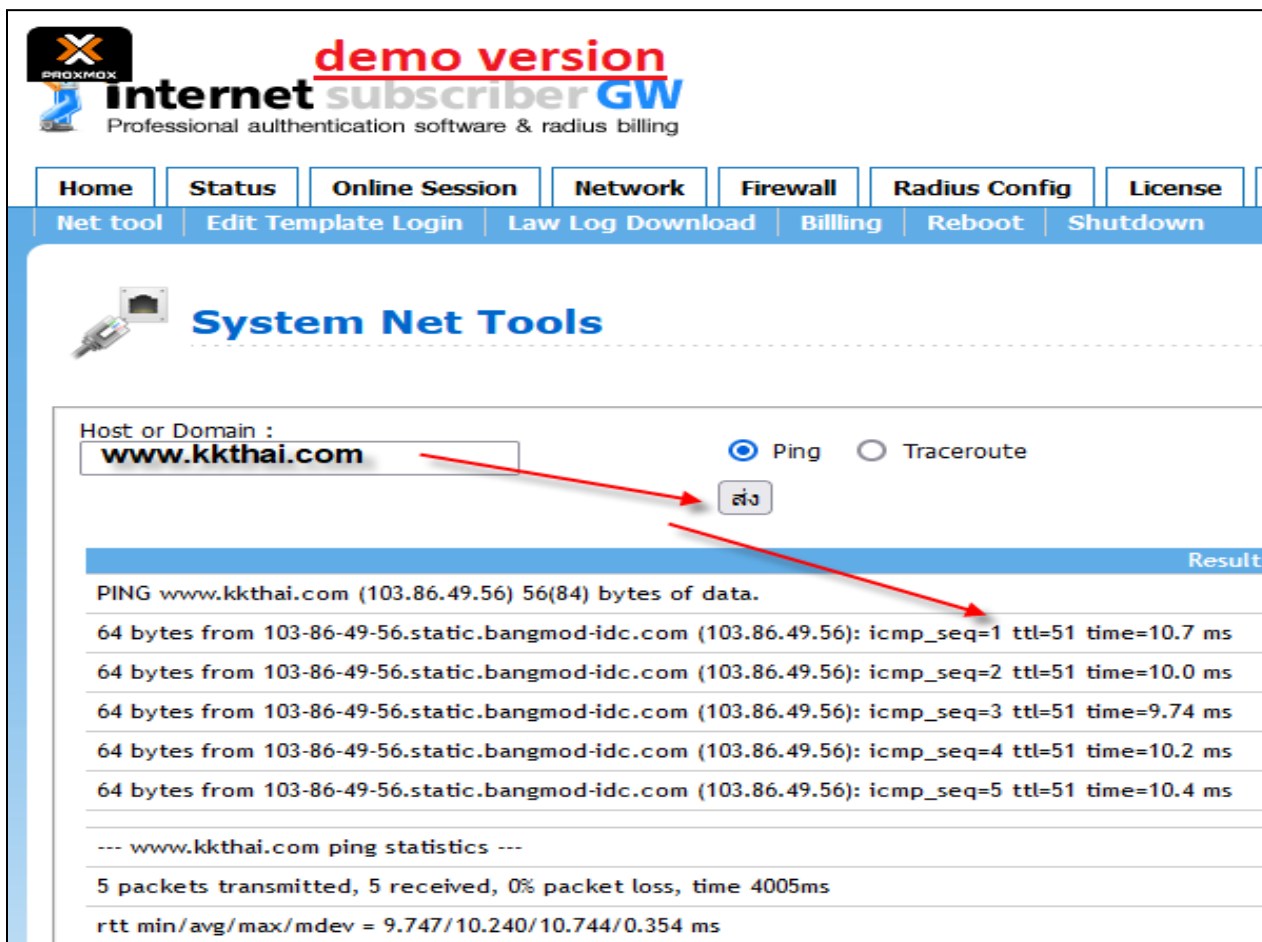 demo version
PROXMOX
internet subscriber GW
Professional aulthentication software & radius billing
Home Status Online Session Network Firewall Radius Config License
Net tool Edit Template Login Law Log Download Billling Reboot Shutdown
System Net Tools
Host or Domain :
www.kkthai.com
Ping Traceroute
ส่ง
Result
PING www.kkthai.com (103.86.49.56) 56(84) bytes of data.
64 bytes from 103-86-49-56.static.bangmod-idc.com (103.86.49.56): icmp_seq=1 ttl=51 time=10.7 ms
64 bytes from 103-86-49-56.static.bangmod-idc.com (103.86.49.56): icmp_seq=2 ttl=51 time=10.0 ms
64 bytes from 103-86-49-56.static.bangmod-idc.com (103.86.49.56): icmp_seq=3 ttl=51 time=9.74 ms
64 bytes from 103-86-49-56.static.bangmod-idc.com (103.86.49.56): icmp_seq=4 ttl=51 time=10.2 ms
64 bytes from 103-86-49-56.static.bangmod-idc.com (103.86.49.56): icmp_seq=5 ttl=51 time=10.4 ms
--- www.kkthai.com ping statistics ---
5 packets transmitted, 5 received, 0% packet loss, time 4005ms
rtt min/avg/max/mdev = 9.747/10.240/10.744/0.354 ms